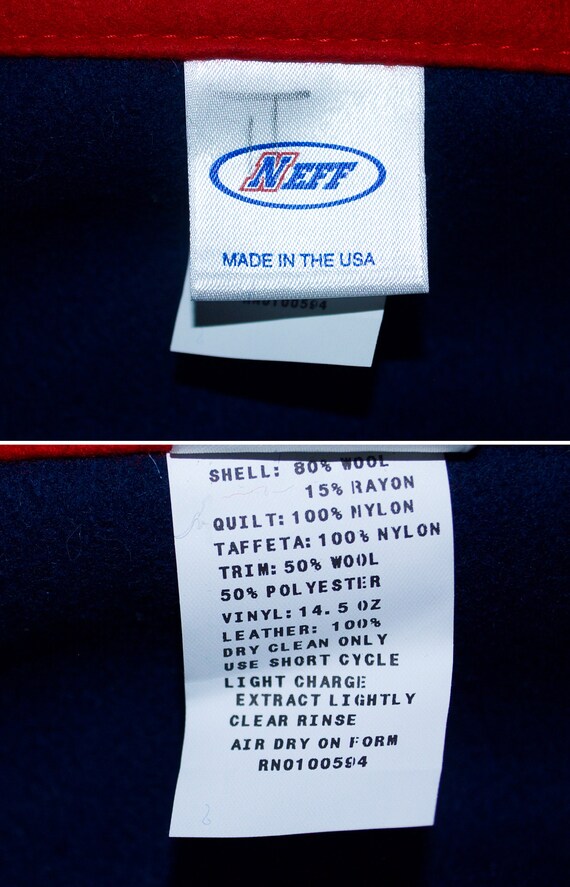 NEFF
MADE IN THE USA
RN0100594
SHELL: 80% WOOL
15% RAYON
QUILT: 100% NYLON
TAFFETA: 100% NYLON
TRIM: 50% WOOL
50% POLYESTER
VINYL: 14.5 OZ
LEATHER: 100%
DRY CLEAN ONLY
USE SHORT CYCLE
LIGHT CHARGE
EXTRACT LIGHTLY
CLEAR RINSE
AIR DRY ON FORM
RN0100594